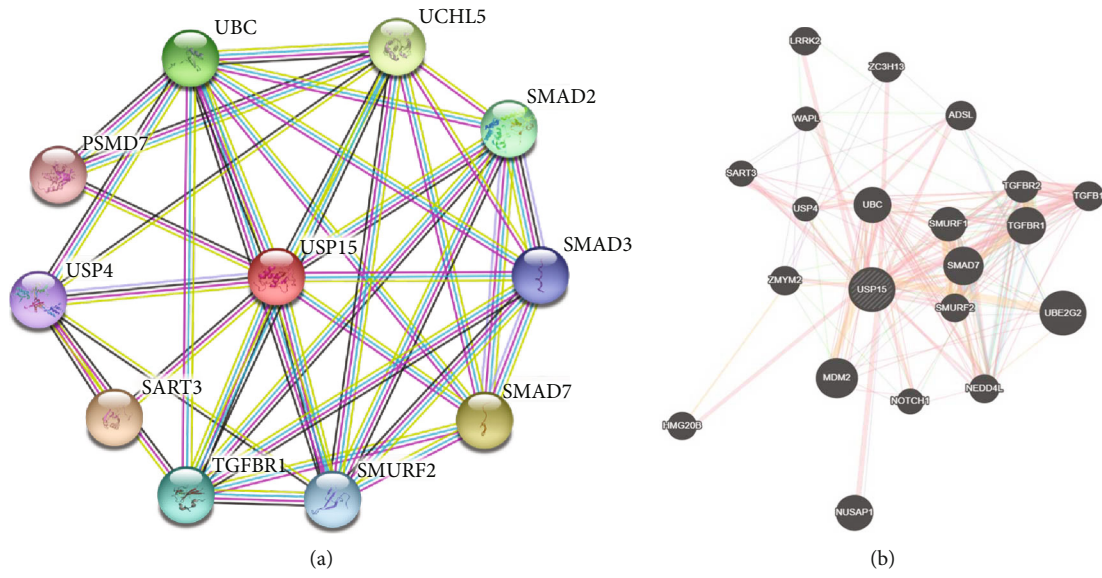 UBC
UCHL5
SMAD2
PSMD7
USP15
SMAD3
USP4
SART3
SMAD7
TGFBR1
SMURF2
(a)
LRRK2
ZC3H13
WAPL
ADSL
SART3
TGFBR2
TGFB1
USP4
UBC
SMURF1
TGFBR1
SMAD7
ZMYM2
USP15
SMURF2
UBE2G2
MDM2
NOTCH1
NEDD4L
HMG20B
NUSAP1
(b)